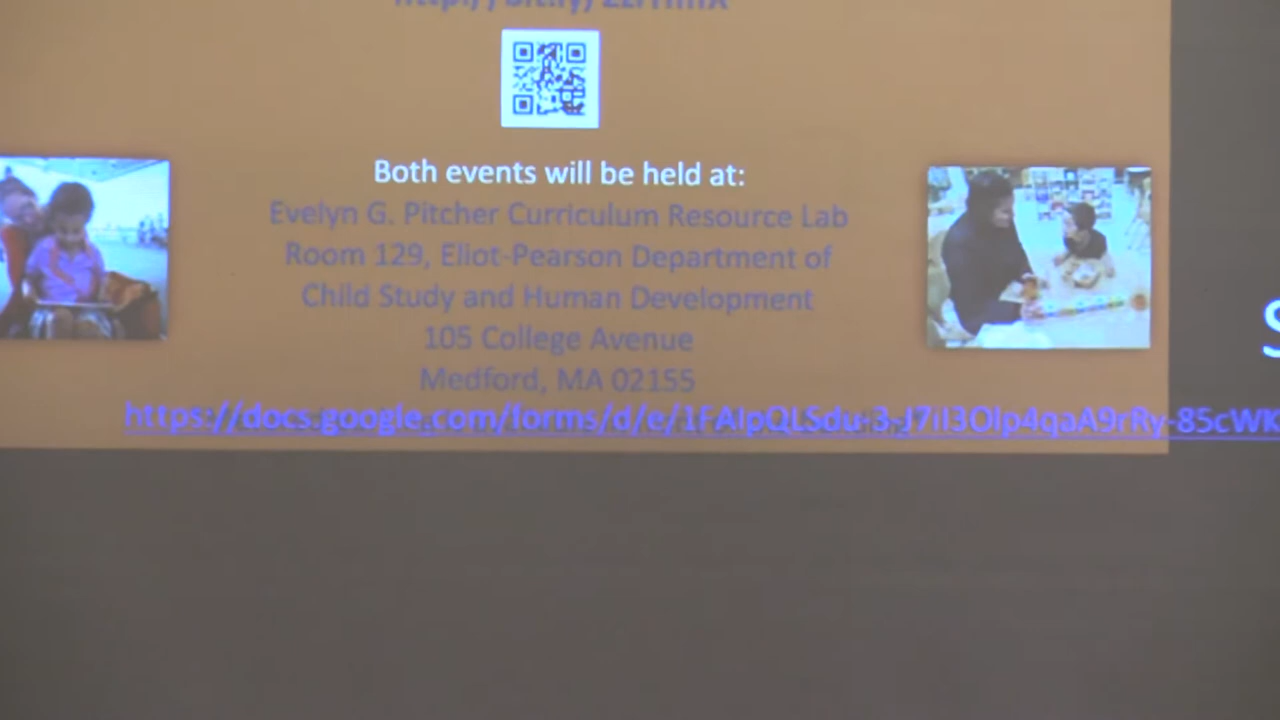 Both events will be held at:
Evelyn G. Pitcher Curriculum Resource Lab
Room 129, Eliot-Pearson Department of
Child Study and Human Development
105 College Avenue
Medford, MA 02155